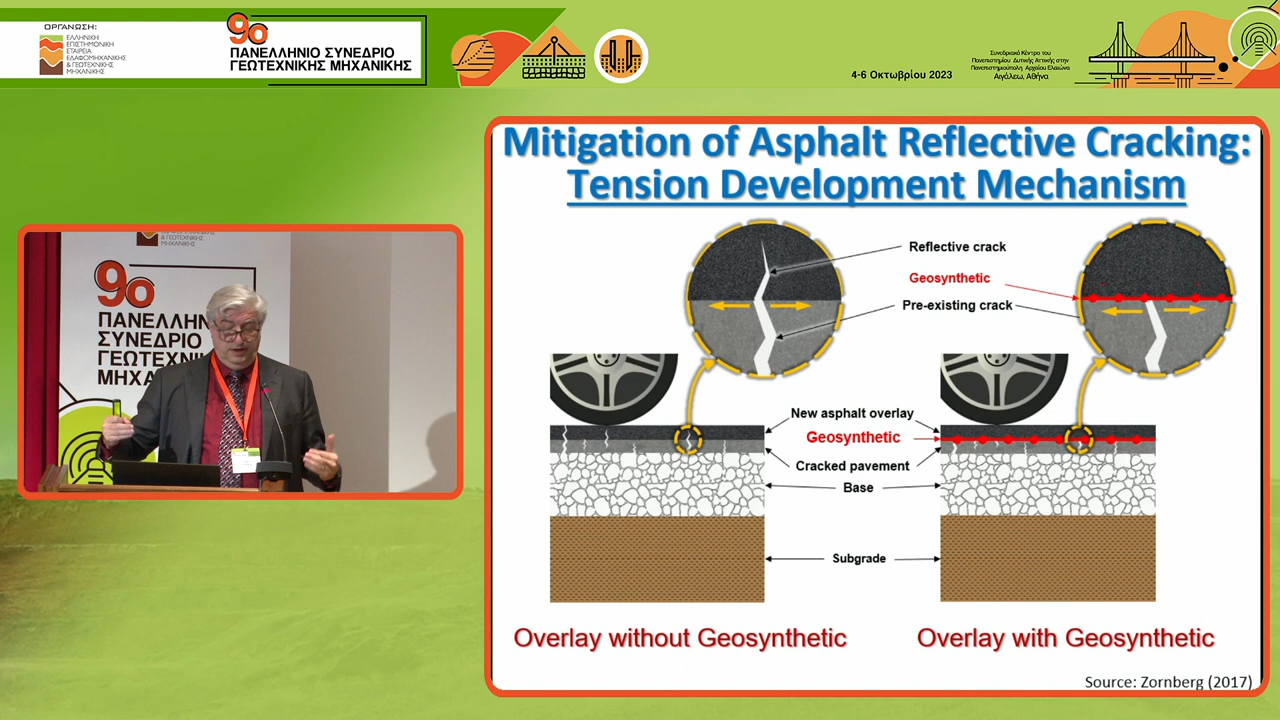 ΟΡΓΑΝΩΣΗ:
ΕΛΛΗΝΙΚΗ
ΕΠΙΣΤΗΜΟΝΙΚΗ
ΕΤΑΙΡΕΙΑ
ΕΔΑΦΟΜΗΧΑΝΙΚΗΣ
& ΓΕΩΤΕΧΝΙΚΗΣ
ΜΗΧΑΝΙΚΗΣ
9ο
ΠΑΝΕΛΛΗΝΙΟ ΣΥΝΕΔΡΙΟ
ΓΕΩΤΕΧΝΙΚΗΣ ΜΗΧΑΝΙΚΗΣ
4-6 Οκτωβρίου 2023
Συνεδριακό Κέντρο του
Πανεπιστημίου Δυτικής Αττικής στην
Πανεπιστημιούπολη Αρχαίου Ελαιώνα
Αιγάλεω, Αθήνα
& ΓΕΩΤΕΧΝΙΚΗΣ
ΜΗΧΑΝΙΚΗΣ
9ο
ΠΑΝΕΛΛΗΝ
ΣΥΝΕΔΡΙΟ
ΓΕΩΤΕΧΝΙΚ
ΜΗΧΑ
Mitigation of Asphalt Reflective Cracking:
Tension Development Mechanism
Reflective crack
Geosynthetic
Pre-existing crack
New asphalt overlay
Geosynthetic
Cracked pavement
Base
Subgrade
Overlay without Geosynthetic
Overlay with Geosynthetic
Source: Zornberg (2017)